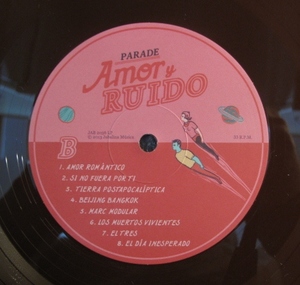 PARADE
Amor y
RUIDO
B
1. AMOR ROMÁNTICO
2. SI NO FUERA POR TI
3. TIERRA POSTAPOCALÍPTICA
4. BEIJING BANGKOK
5. MARC MODULAR
6. LOS MUERTOS VIVIENTES
7. EL TRES
8. EL DÍA INESPERADO